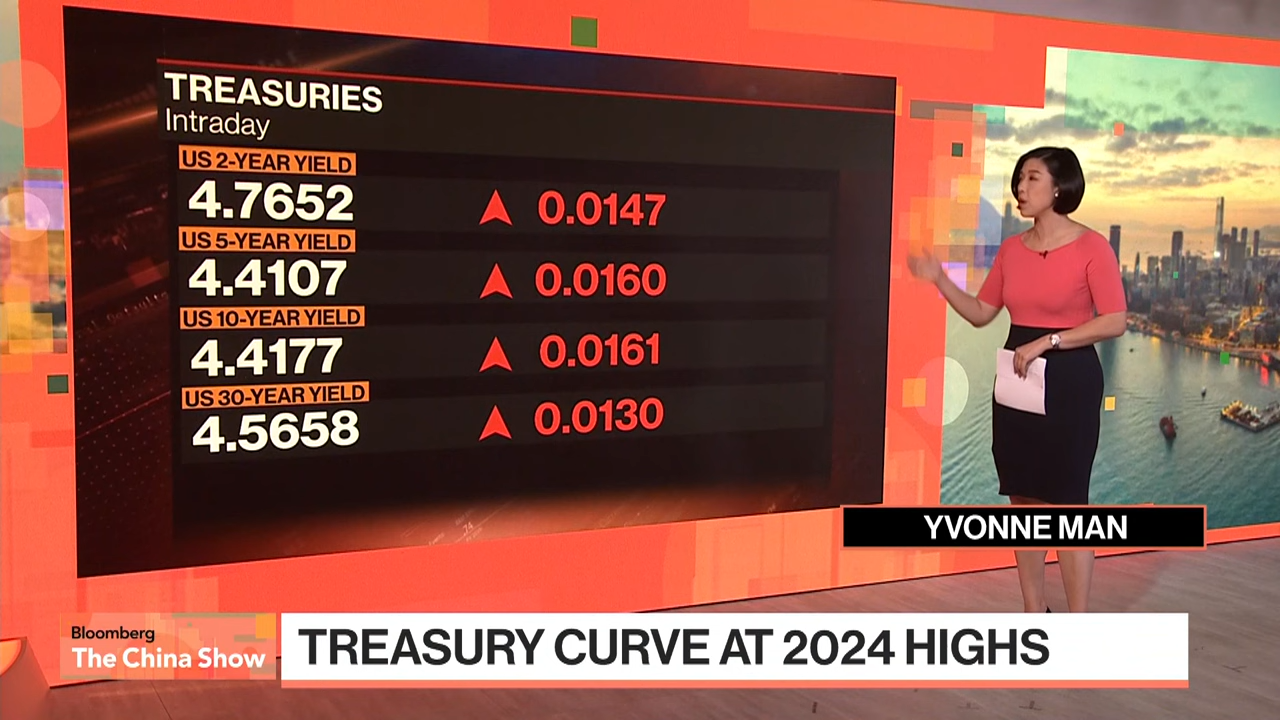 TREASURIES
Intraday
US 2-YEAR YIELD
4.7652 ▲ 0.0147
US 5-YEAR YIELD
4.4107 ▲ 0.0160
US 10-YEAR YIELD
4.4177 ▲ 0.0161
US 30-YEAR YIELD
4.5658 ▲ 0.0130
YVONNE MAN
Bloomberg
The China Show
TREASURY CURVE AT 2024 HIGHS